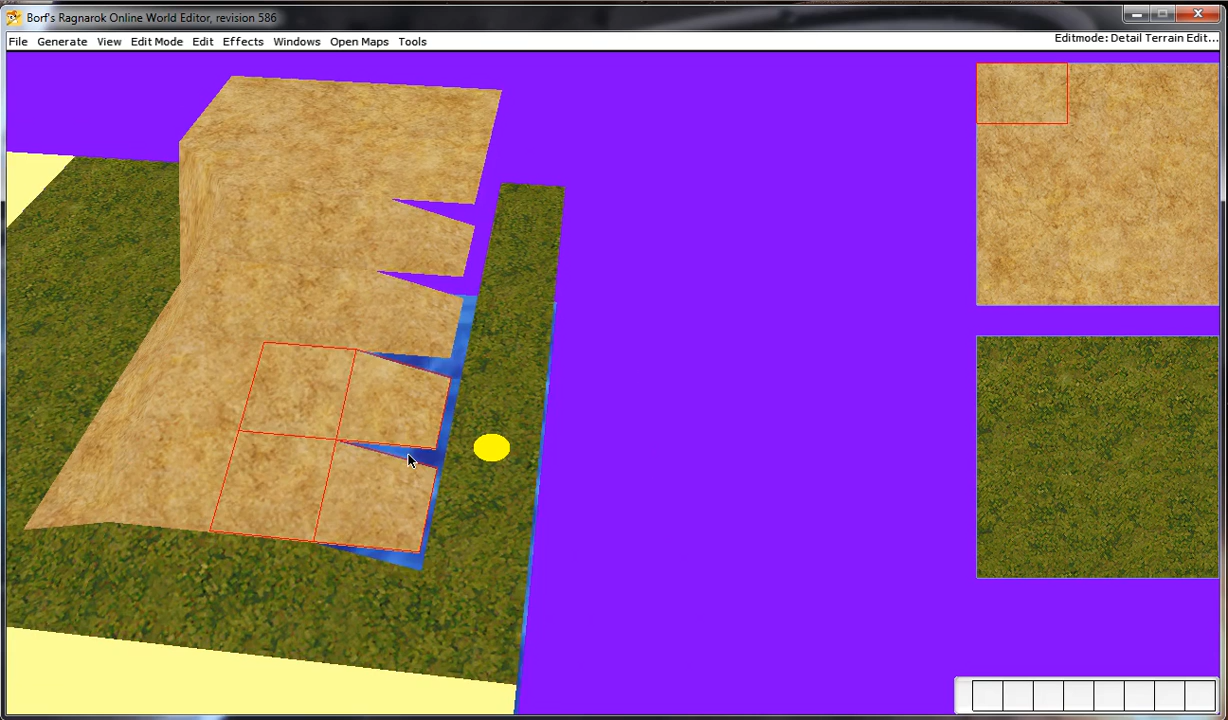 Borf's Ragnarok Online World Editor, revision 586
File Generate View Edit Mode Edit Effects Windows Open Maps Tools Editmode: Detail Terrain Edit...